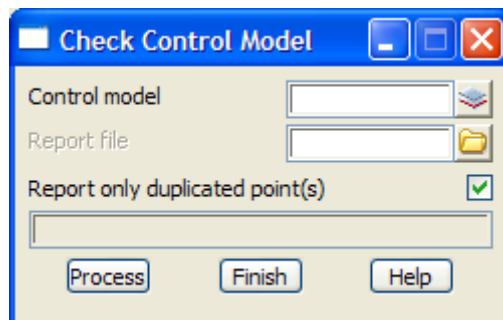 Check Control Model
Control model
Report file
Report only duplicated point(s)
Process Finish Help